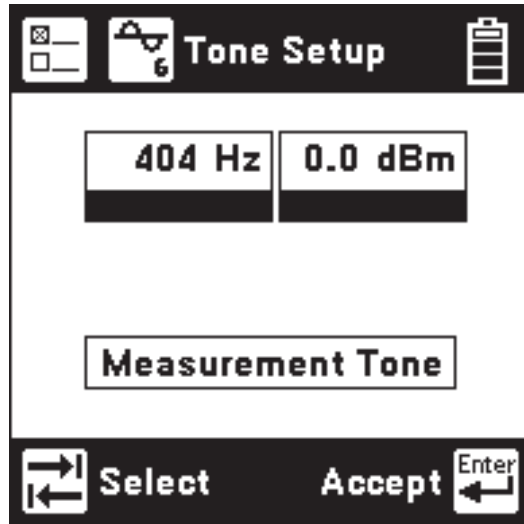 6 Tone Setup
404 Hz 0.0 dBm
Measurement Tone
Select Accept Enter